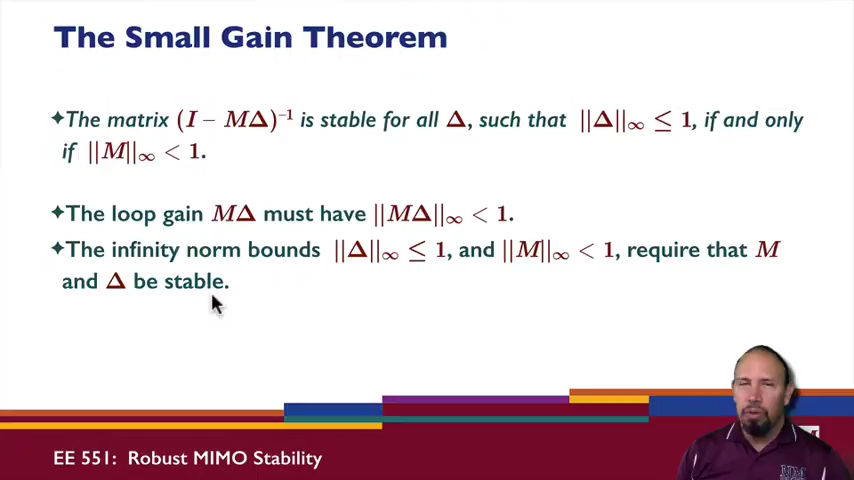 The Small Gain Theorem
✦The matrix (I – MΔ)⁻¹ is stable for all Δ, such that ||Δ||∞ ≤ 1, if and only
if ||M||∞ < 1.
✦The loop gain MΔ must have ||MΔ||∞ < 1.
✦The infinity norm bounds ||Δ||∞ ≤ 1, and ||M||∞ < 1, require that M
and Δ be stable.
EE 551: Robust MIMO Stability